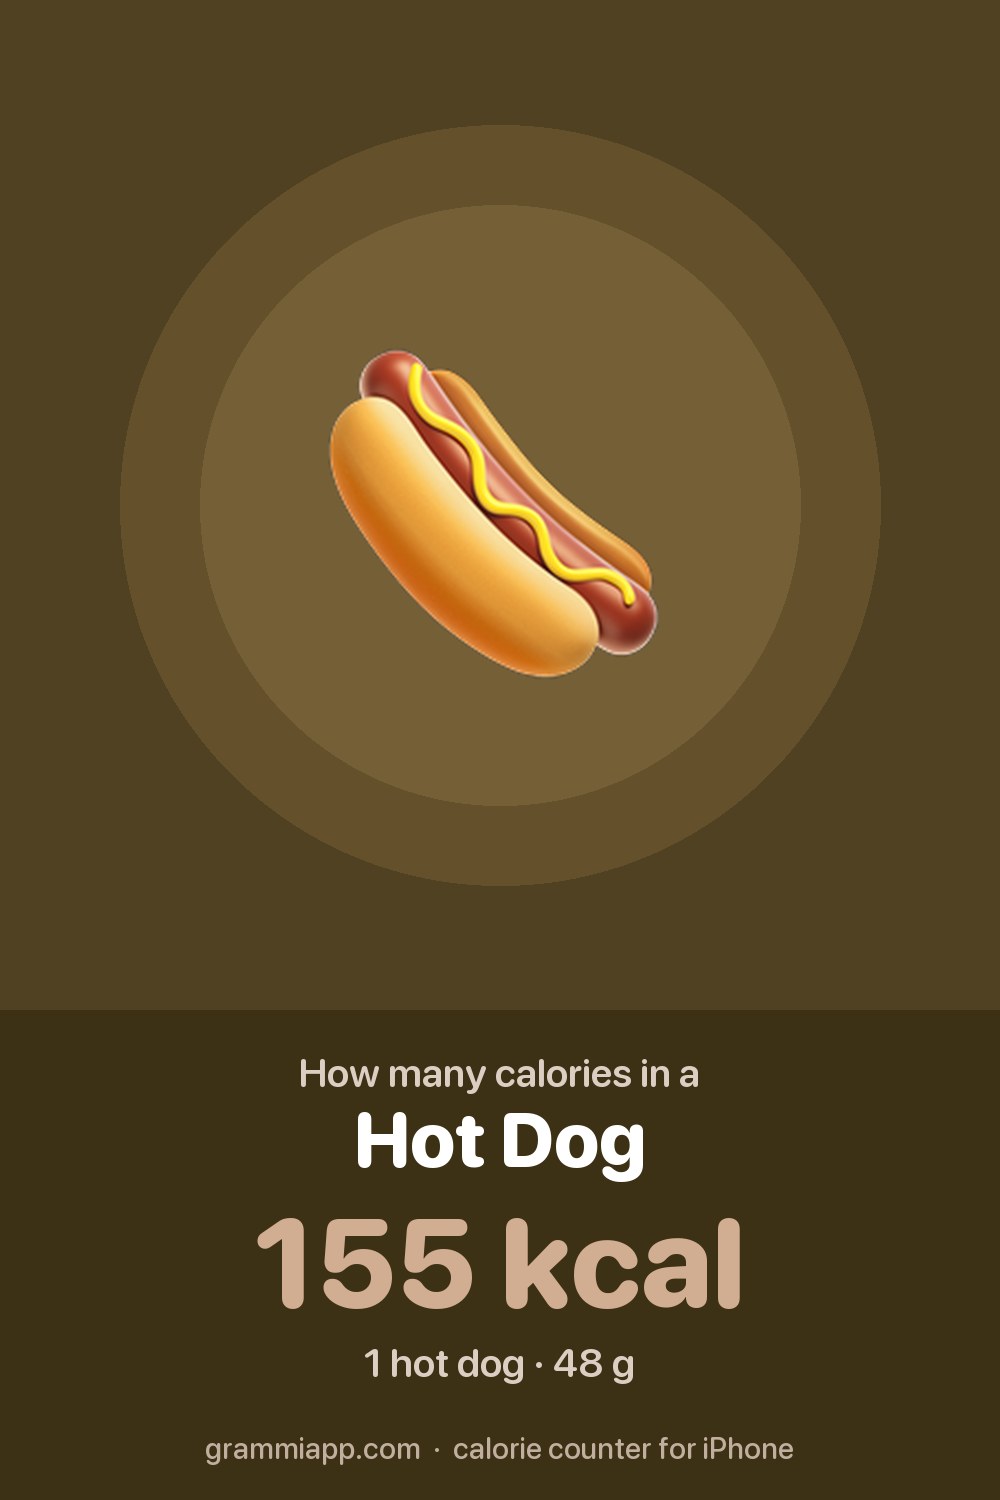 How many calories in a
Hot Dog
155 kcal
1 hot dog · 48 g
grammiapp.com · calorie counter for iPhone